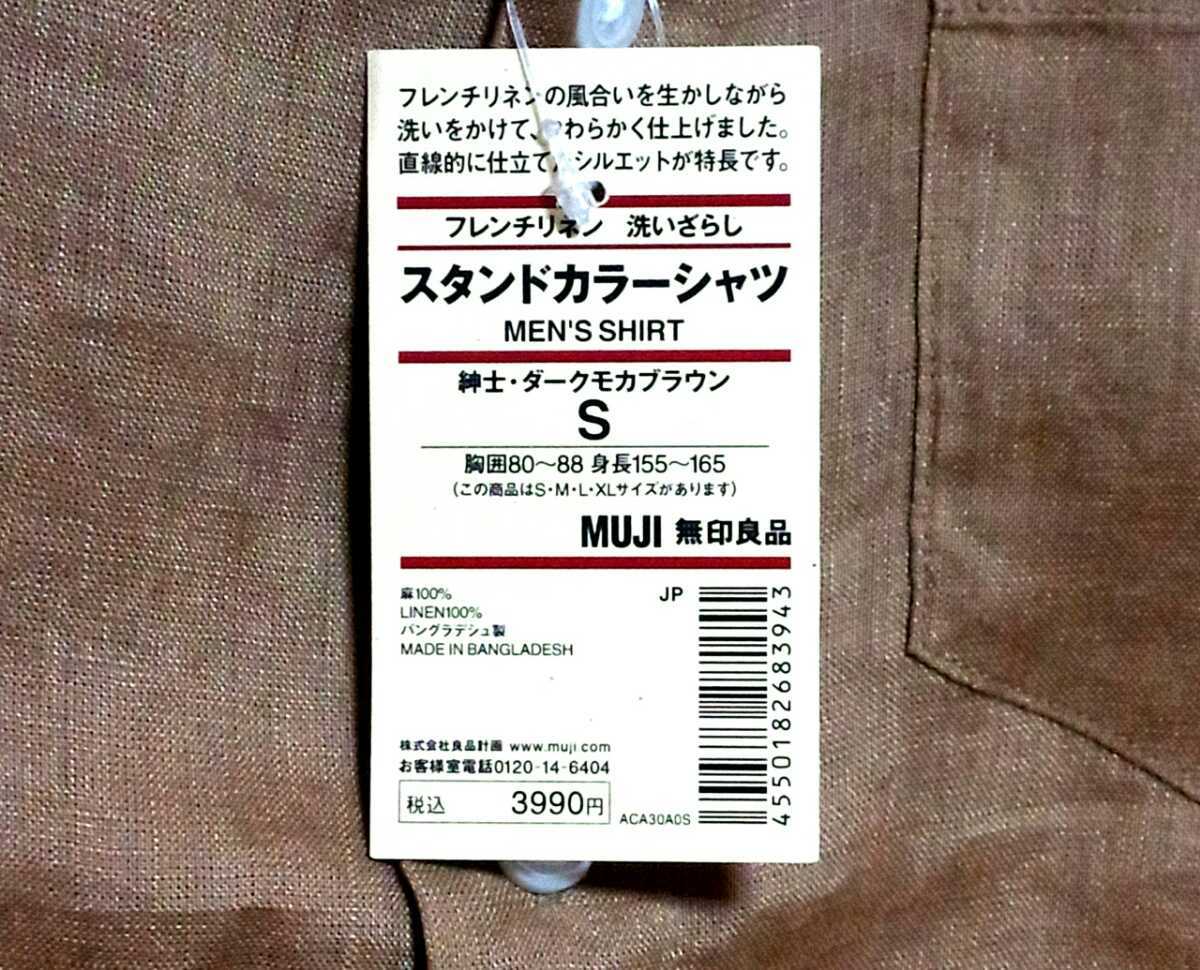 フレンチリネンの風合いを生かしながら
洗いをかけて、やわらかく仕上げました。
直線的に仕立てたシルエットが特長です。
フレンチリネン 洗いざらし
スタンドカラーシャツ
MEN'S SHIRT
紳士・ダークモカブラウン
S
胸囲80〜88 身長155〜165
(この商品はS・M・L・XLサイズがあります)
MUJI 無印良品
麻100%
LINEN100%
バングラデシュ製
MADE IN BANGLADESH
JP
4550182683943
株式会社良品計画 www.muji.com
お客様室電話0120-14-6404
税込 3990円
ACA30A0S